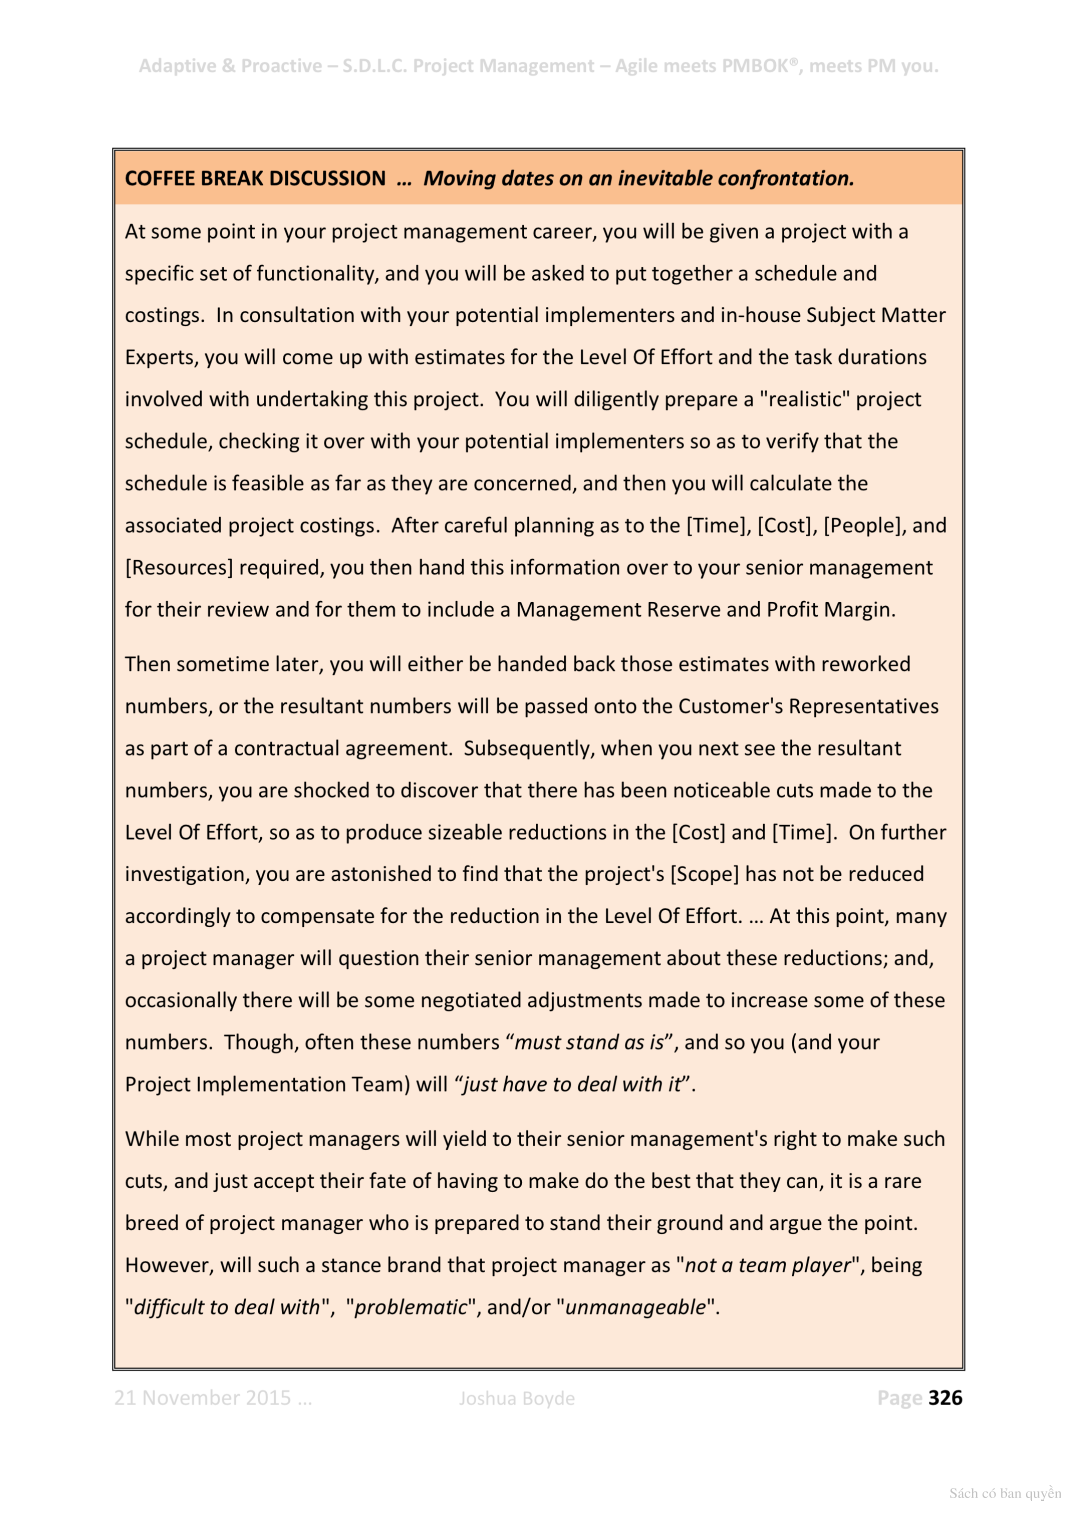 Adaptive & Proactive – S.D.L.C. Project Management – Agile meets PMBOK®, meets PM you.
COFFEE BREAK DISCUSSION … Moving dates on an inevitable confrontation.
At some point in your project management career, you will be given a project with a
specific set of functionality, and you will be asked to put together a schedule and
costings. In consultation with your potential implementers and in-house Subject Matter
Experts, you will come up with estimates for the Level Of Effort and the task durations
involved with undertaking this project. You will diligently prepare a "realistic" project
schedule, checking it over with your potential implementers so as to verify that the
schedule is feasible as far as they are concerned, and then you will calculate the
associated project costings. After careful planning as to the [Time], [Cost], [People], and
[Resources] required, you then hand this information over to your senior management
for their review and for them to include a Management Reserve and Profit Margin.
Then sometime later, you will either be handed back those estimates with reworked
numbers, or the resultant numbers will be passed onto the Customer's Representatives
as part of a contractual agreement. Subsequently, when you next see the resultant
numbers, you are shocked to discover that there has been noticeable cuts made to the
Level Of Effort, so as to produce sizeable reductions in the [Cost] and [Time]. On further
investigation, you are astonished to find that the project's [Scope] has not be reduced
accordingly to compensate for the reduction in the Level Of Effort. … At this point, many
a project manager will question their senior management about these reductions; and,
occasionally there will be some negotiated adjustments made to increase some of these
numbers. Though, often these numbers “must stand as is”, and so you (and your
Project Implementation Team) will “just have to deal with it”.
While most project managers will yield to their senior management's right to make such
cuts, and just accept their fate of having to make do the best that they can, it is a rare
breed of project manager who is prepared to stand their ground and argue the point.
However, will such a stance brand that project manager as "not a team player", being
"difficult to deal with", "problematic", and/or "unmanageable".
21 November 2015 … Joshua Boyde Page 326
Sách có bản quyền